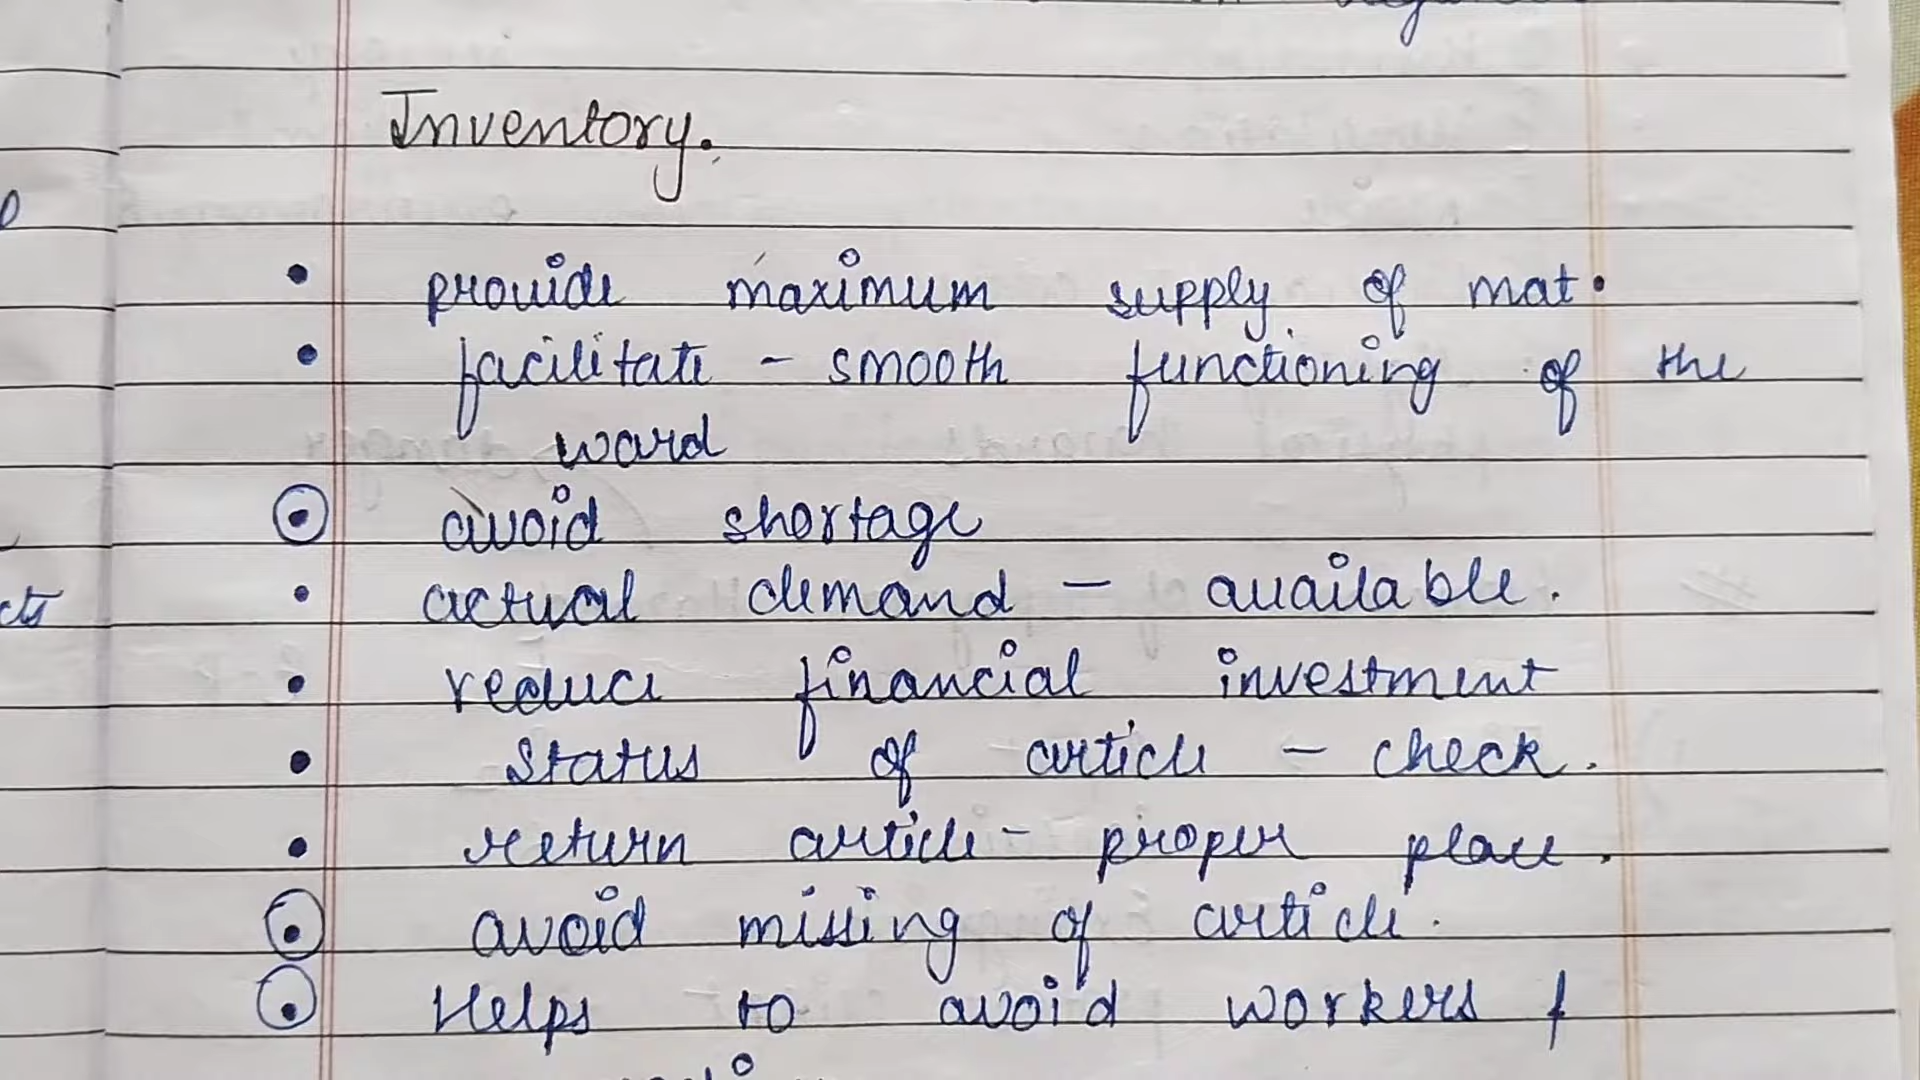 Inventory.
• provide maximum supply of mat.
• facilitate - smooth functioning of the
ward
• avoid shortage
• actual demand - available.
• reduce financial investment
• status of article - check.
• return article - proper place.
• avoid missing of article.
• Helps to avoid workers f